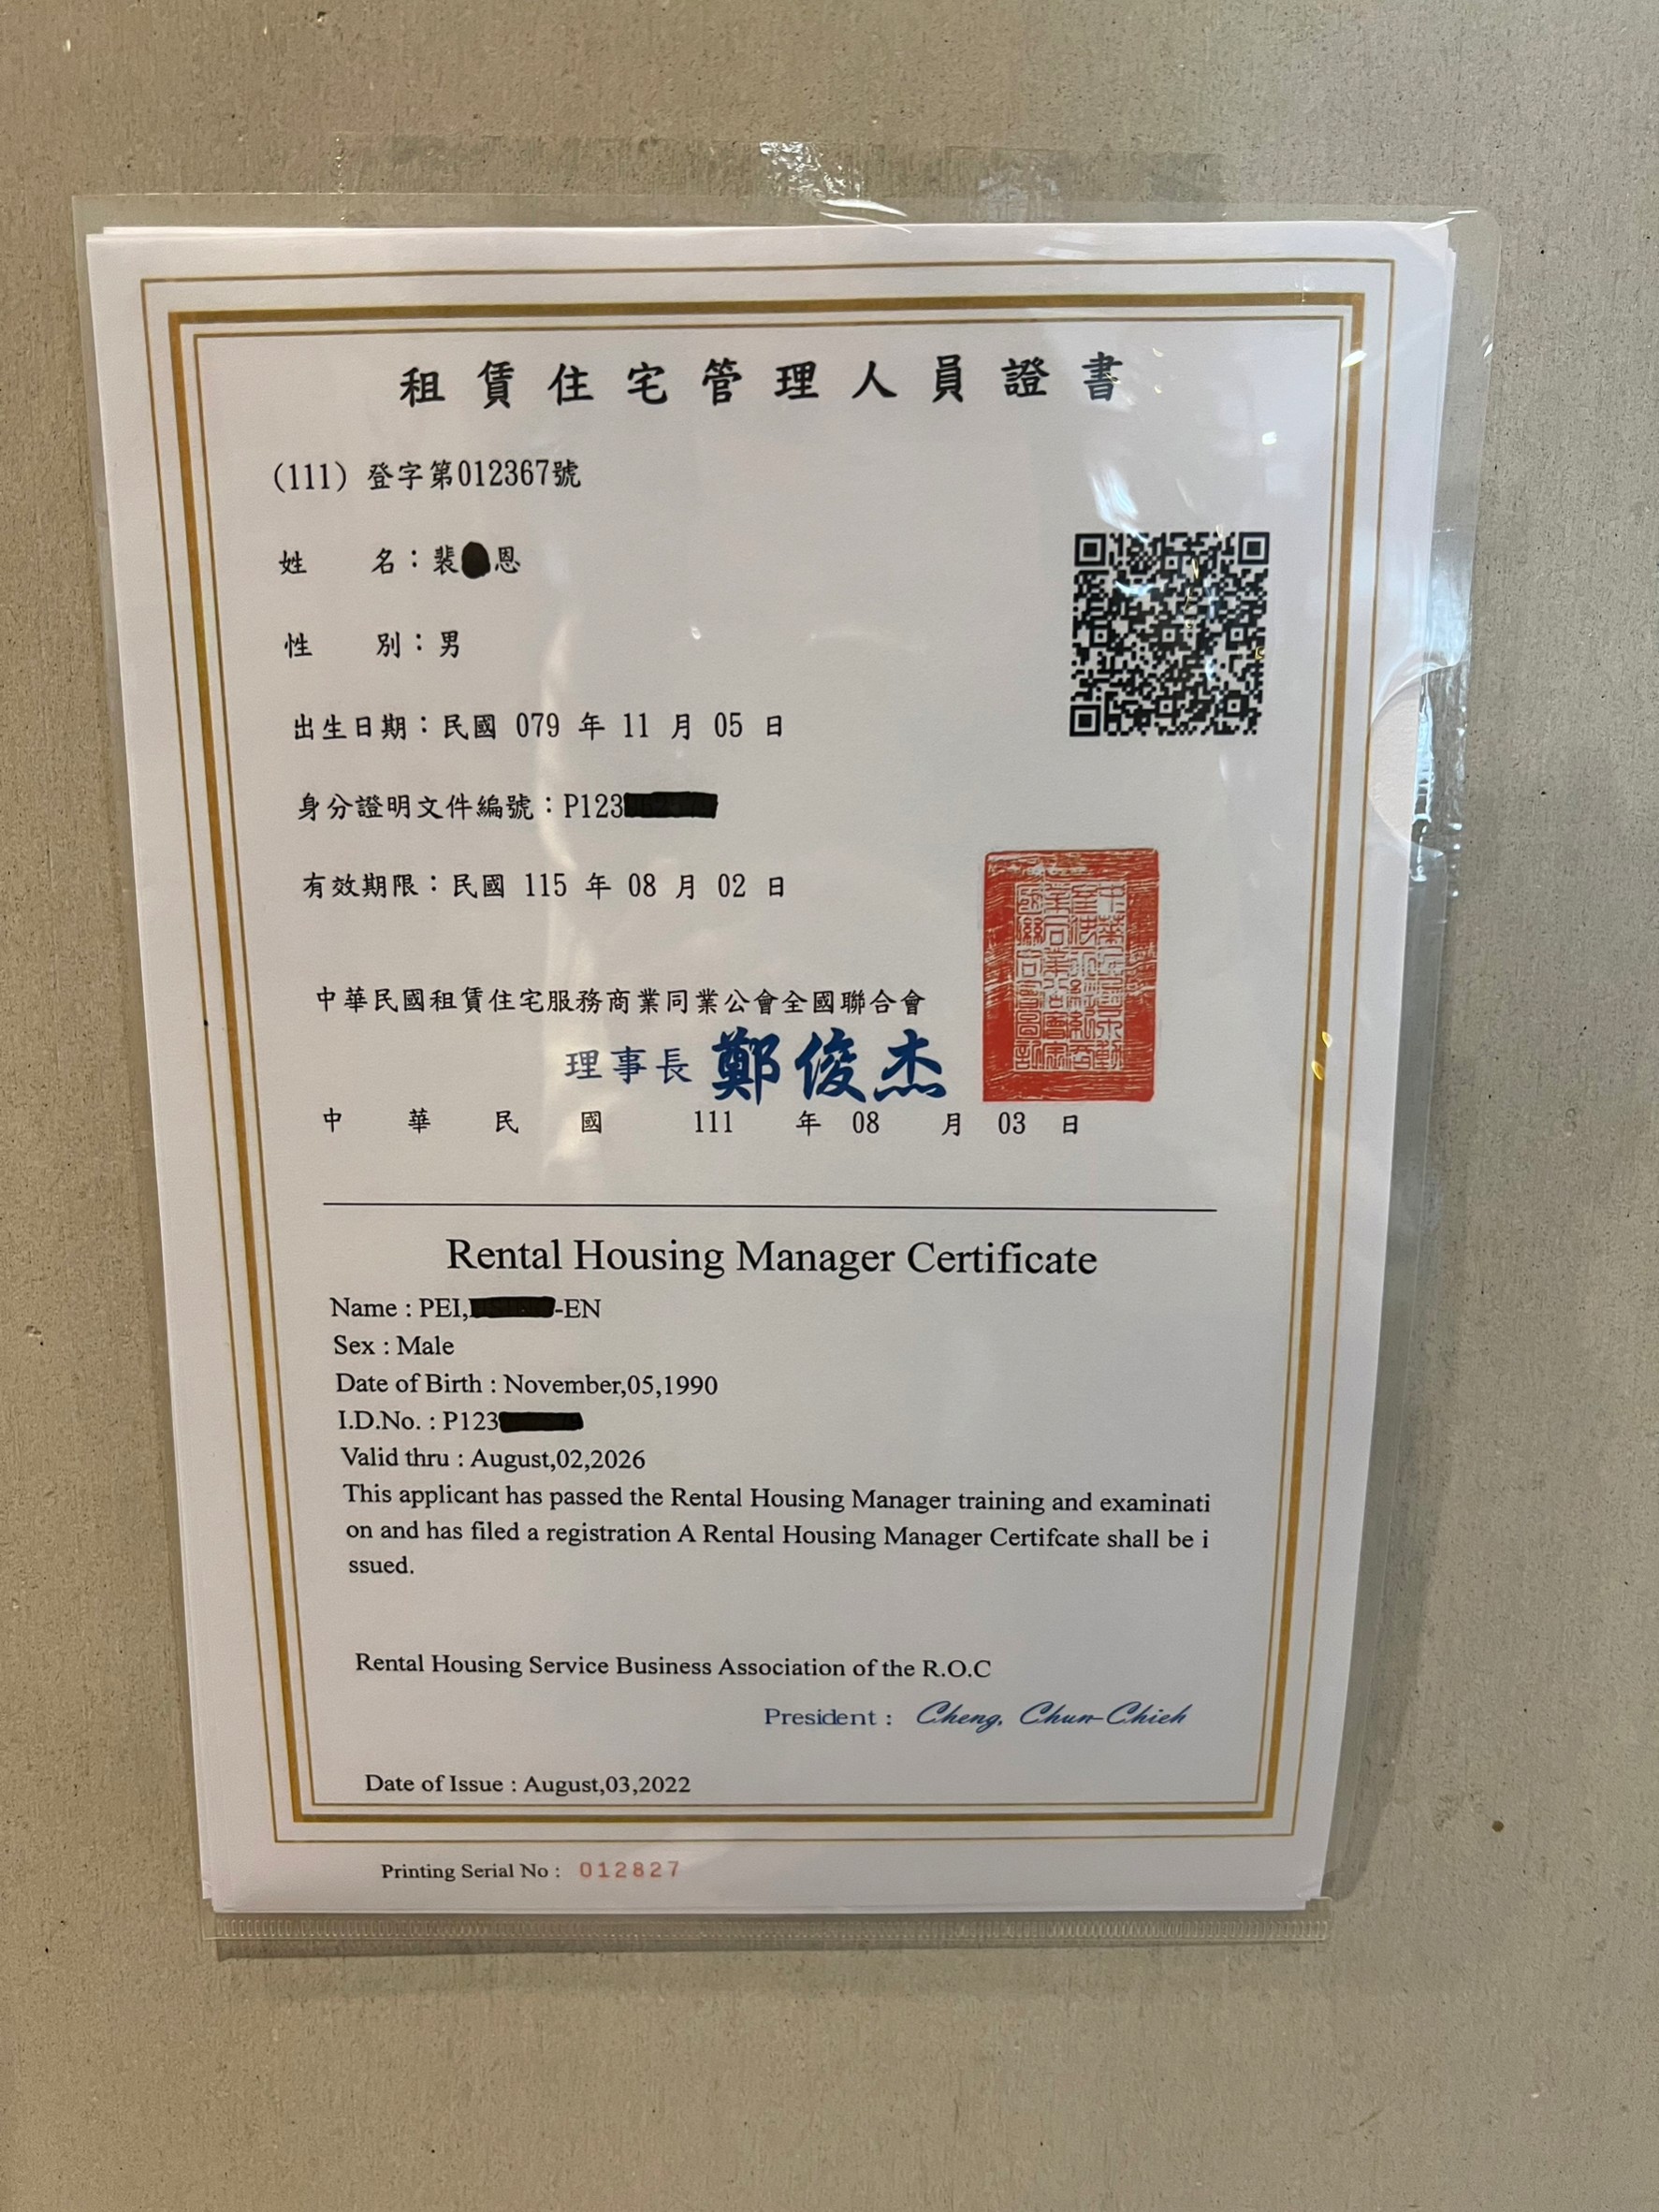 租賃住宅管理人員證書
(111) 登字第012367號
姓 名：裴 恩
性 別：男
出生日期：民國 079 年 11 月 05 日
身分證明文件編號：P123
有效期限：民國 115 年 08 月 02 日
中華民國租賃住宅服務商業同業公會全國聯合會
理事長 鄭俊杰
中 華 民 國 111 年 08 月 03 日
Rental Housing Manager Certificate
Name : PEI, -EN
Sex : Male
Date of Birth : November,05,1990
I.D.No. : P123
Valid thru : August,02,2026
This applicant has passed the Rental Housing Manager training and examinati
on and has filed a registration A Rental Housing Manager Certifcate shall be i
ssued.
Rental Housing Service Business Association of the R.O.C
President : Cheng, Chun-Chieh
Date of Issue : August,03,2022
Printing Serial No : 012827